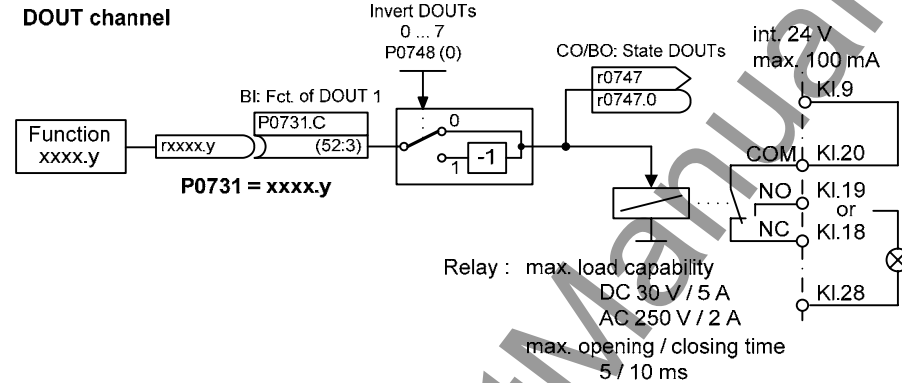 DOUT channel
Invert DOUTs
0 ... 7
P0748 (0)
CO/BO: State DOUTs
r0747
r0747.0
int. 24 V
max. 100 mA
Kl.9
BI: Fct. of DOUT 1
P0731.C
(52:3)
Function
xxxx.y
rxxxx.y
P0731 = xxxx.y
0
1
-1
COM
Kl.20
NO
Kl.19
or
NC
Kl.18
Kl.28
Relay : max. load capability
DC 30 V / 5 A
AC 250 V / 2 A
max. opening / closing time
5 / 10 ms
Manual